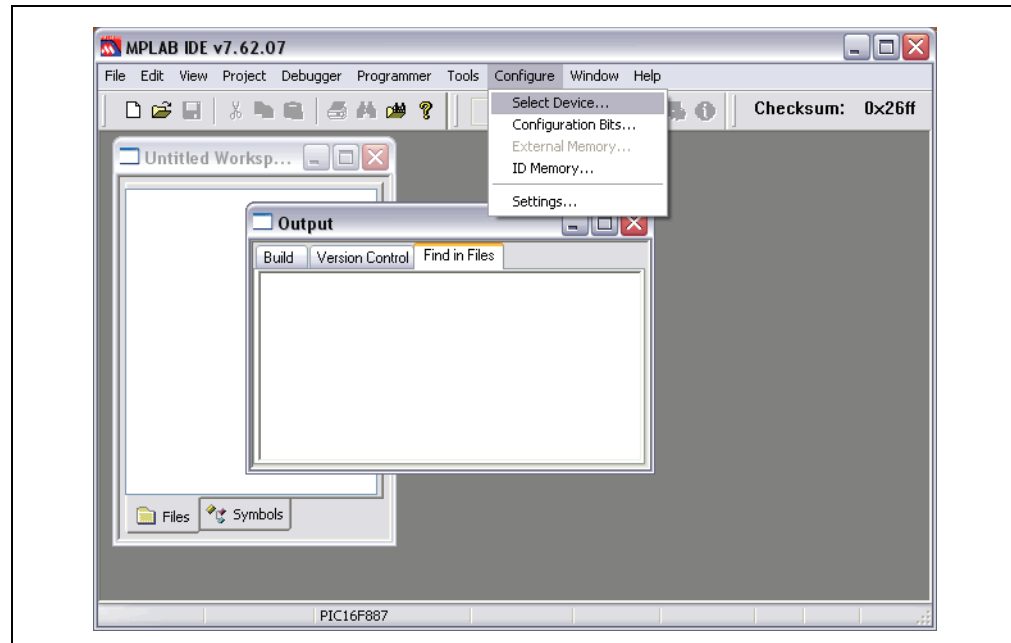 MPLAB IDE v7.62.07
File Edit View Project Debugger Programmer Tools Configure Window Help
Checksum: 0x26ff
Select Device...
Configuration Bits...
External Memory...
ID Memory...
Settings...
Untitled Worksp...
Output
Build Version Control Find in Files
Files Symbols
PIC16F887